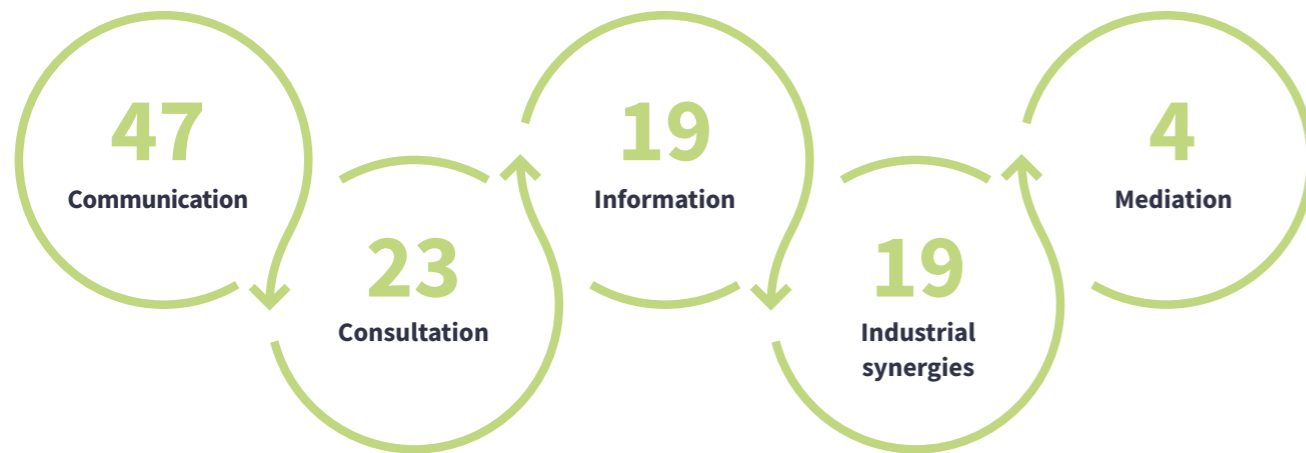 47
Communication
23
Consultation
19
Information
19
Industrial
synergies
4
Mediation